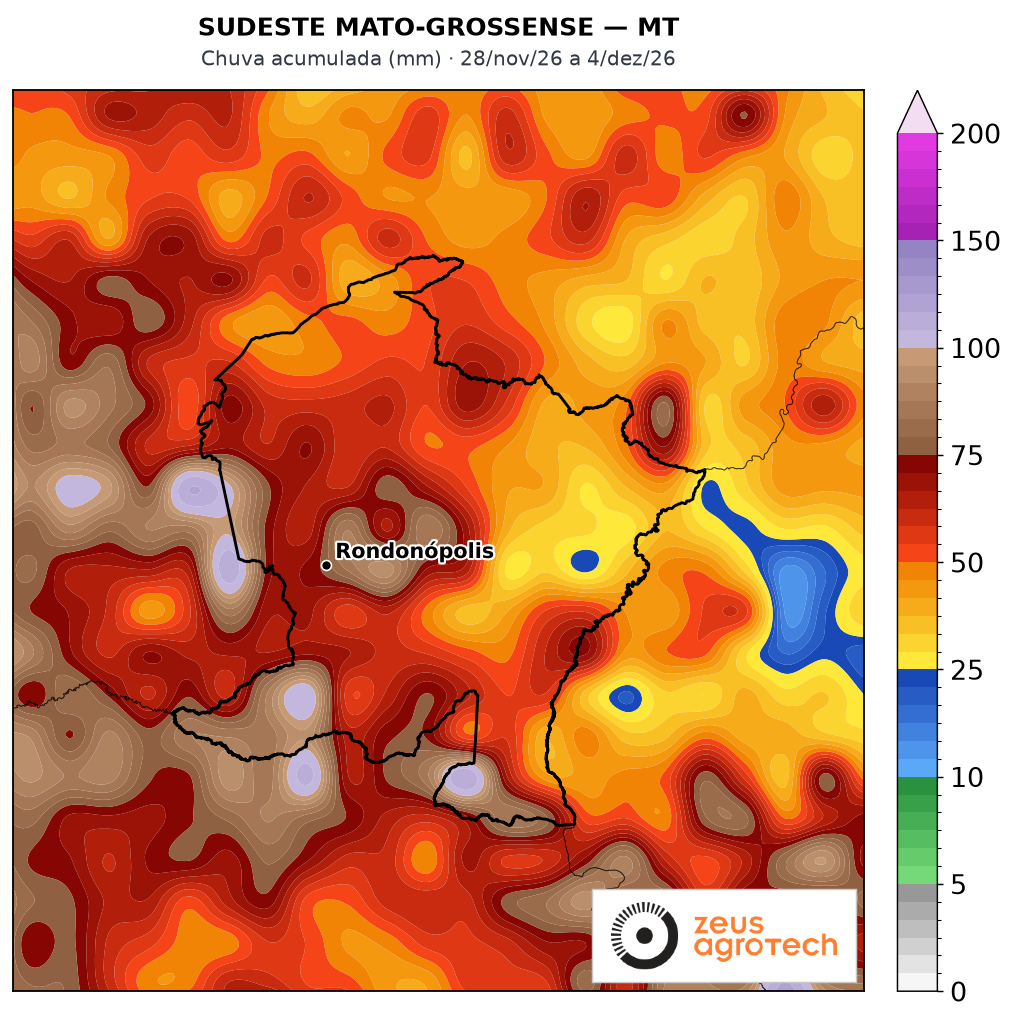 SUDESTE MATO-GROSSENSE — MT
Chuva acumulada (mm) · 28/nov/26 a 4/dez/26
200
150
100
75
50
25
10
5
0
Rondonópolis
zeus
agrotech